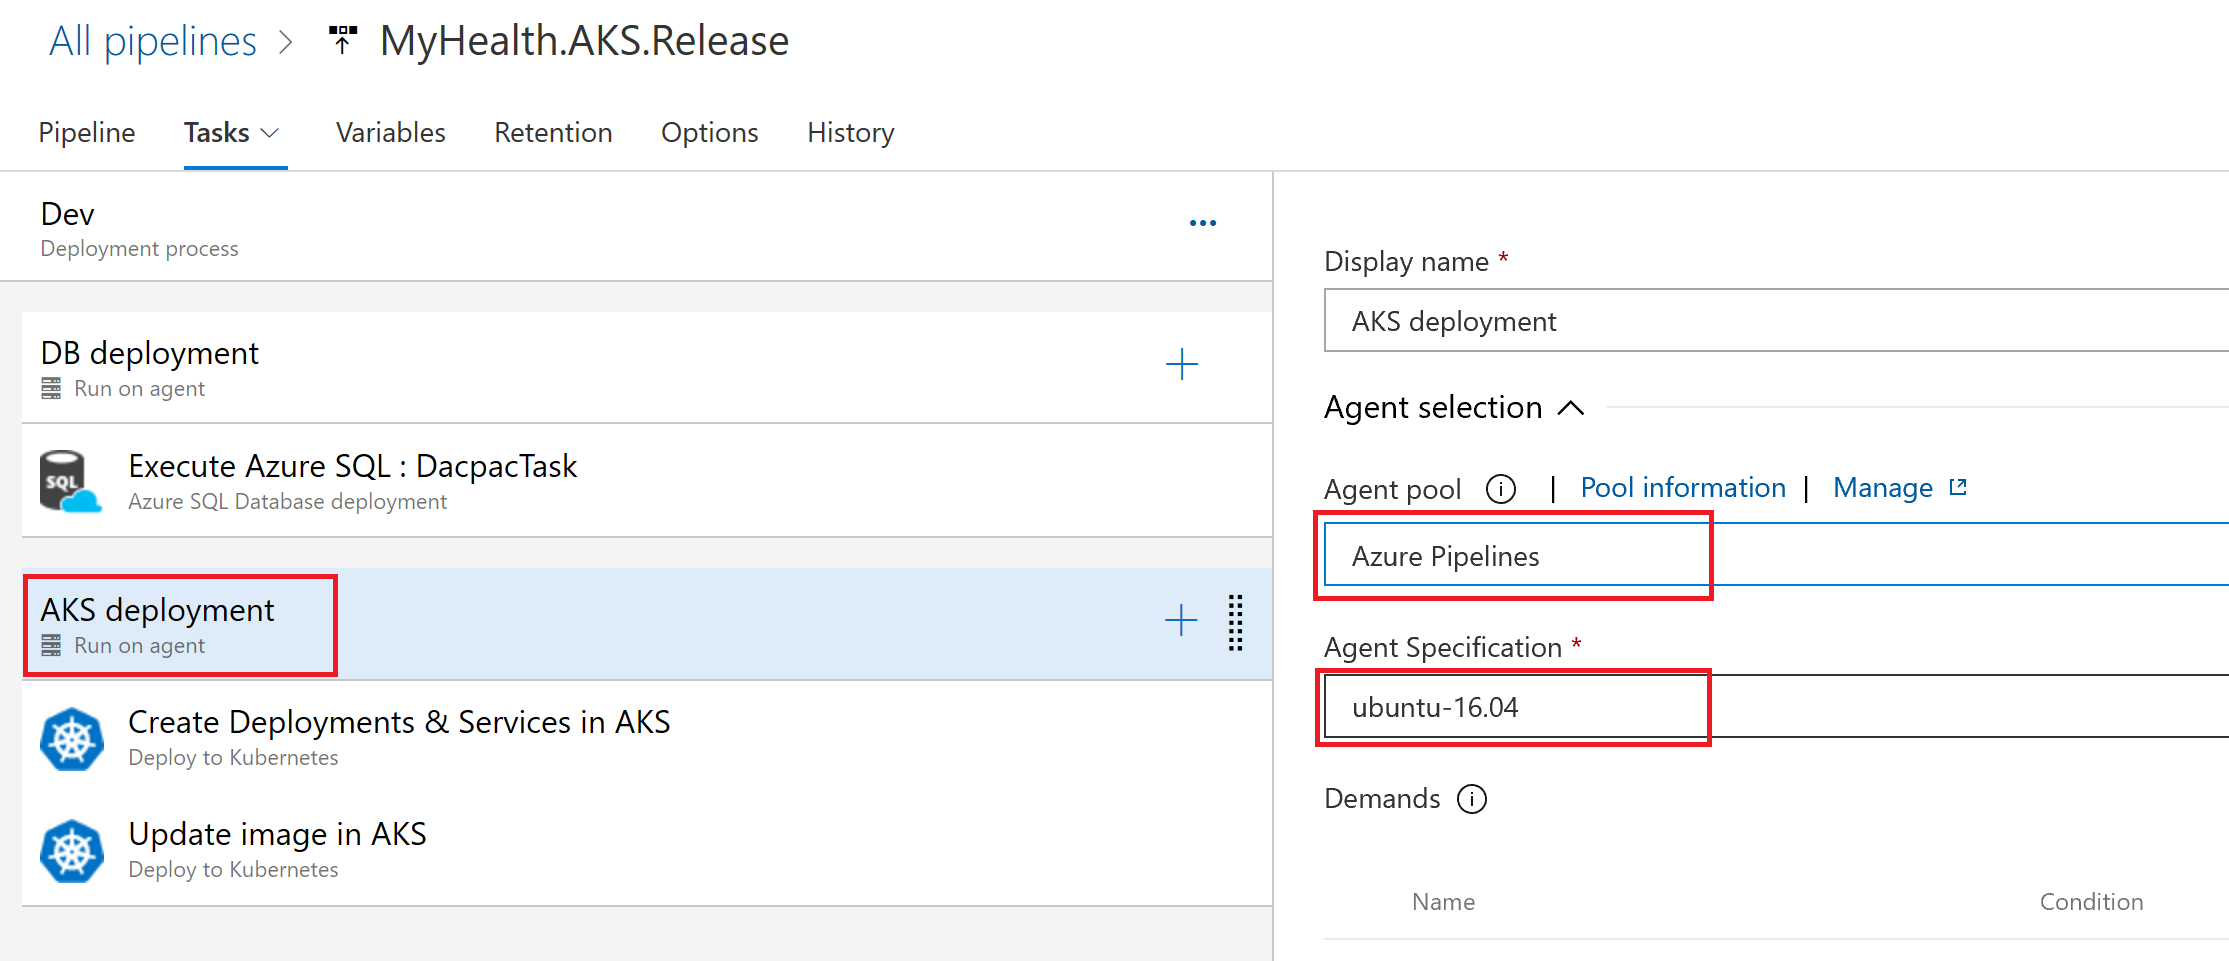 All pipelines > MyHealth.AKS.Release
Pipeline Tasks Variables Retention Options History
Dev
Deployment process
DB deployment
Run on agent
SQL
Execute Azure SQL : DacpacTask
Azure SQL Database deployment
AKS deployment
Run on agent
Create Deployments & Services in AKS
Deploy to Kubernetes
Update image in AKS
Deploy to Kubernetes
Display name *
AKS deployment
Agent selection
Agent pool | Pool information | Manage
Azure Pipelines
Agent Specification *
ubuntu-16.04
Demands
Name Condition